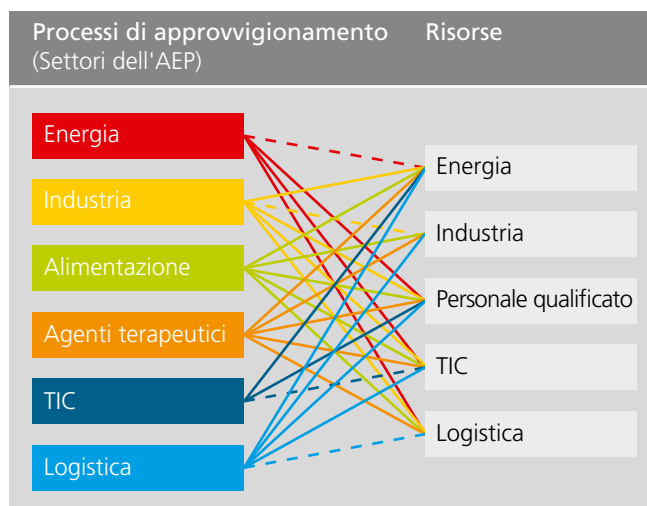 Processi di approvvigionamento
(Settori dell'AEP)
Risorse
Energia
Industria
Alimentazione
Agenti terapeutici
TIC
Logistica
Energia
Industria
Personale qualificato
TIC
Logistica